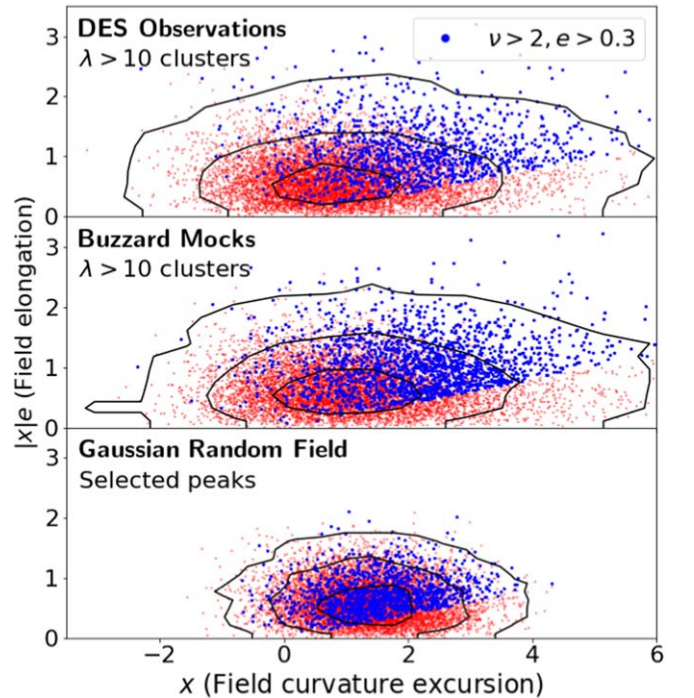 DES Observations
λ > 10 clusters
ν > 2, e > 0.3
3
2
1
0
Buzzard Mocks
λ > 10 clusters
3
2
1
0
|x|e (Field elongation)
Gaussian Random Field
Selected peaks
3
2
1
0
−2 0 2 4 6
x (Field curvature excursion)